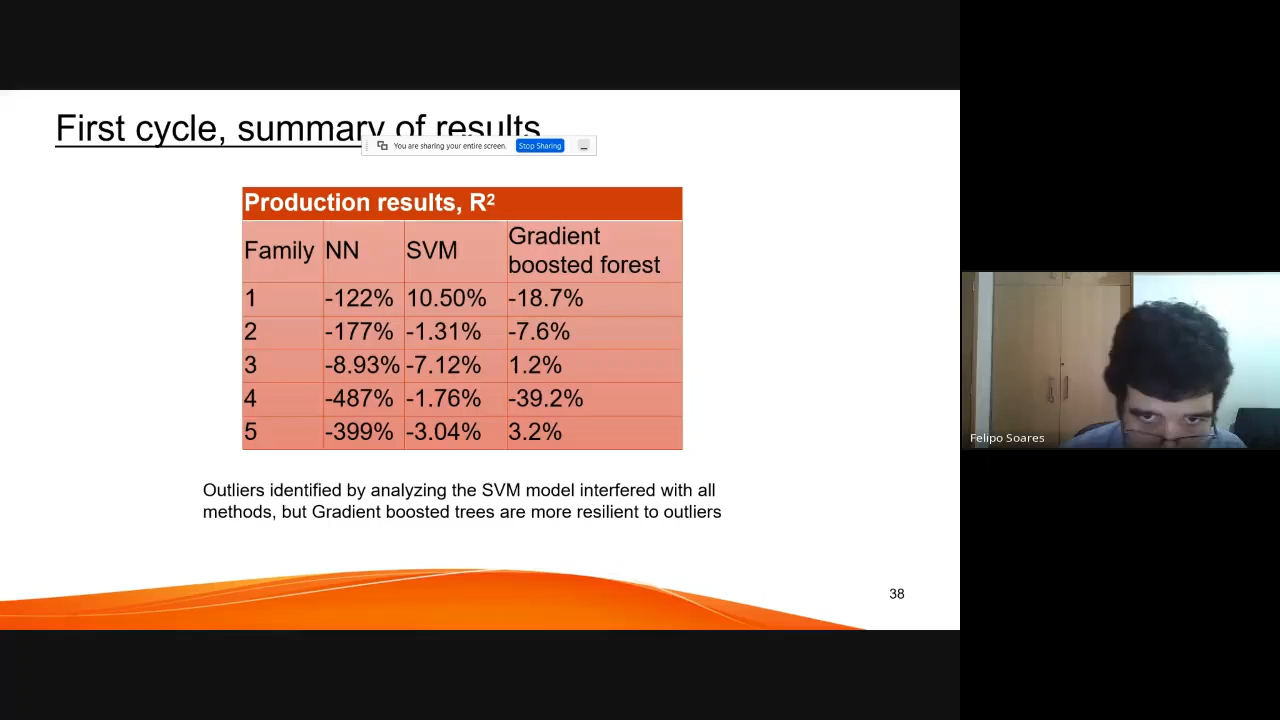 First cycle, summary of results
You are sharing your entire screen. Stop Sharing
Production results, R²
Family NN SVM Gradient boosted forest
1 -122% 10.50% -18.7%
2 -177% -1.31% -7.6%
3 -8.93% -7.12% 1.2%
4 -487% -1.76% -39.2%
5 -399% -3.04% 3.2%
Outliers identified by analyzing the SVM model interfered with all
methods, but Gradient boosted trees are more resilient to outliers
38
Felipo Soares